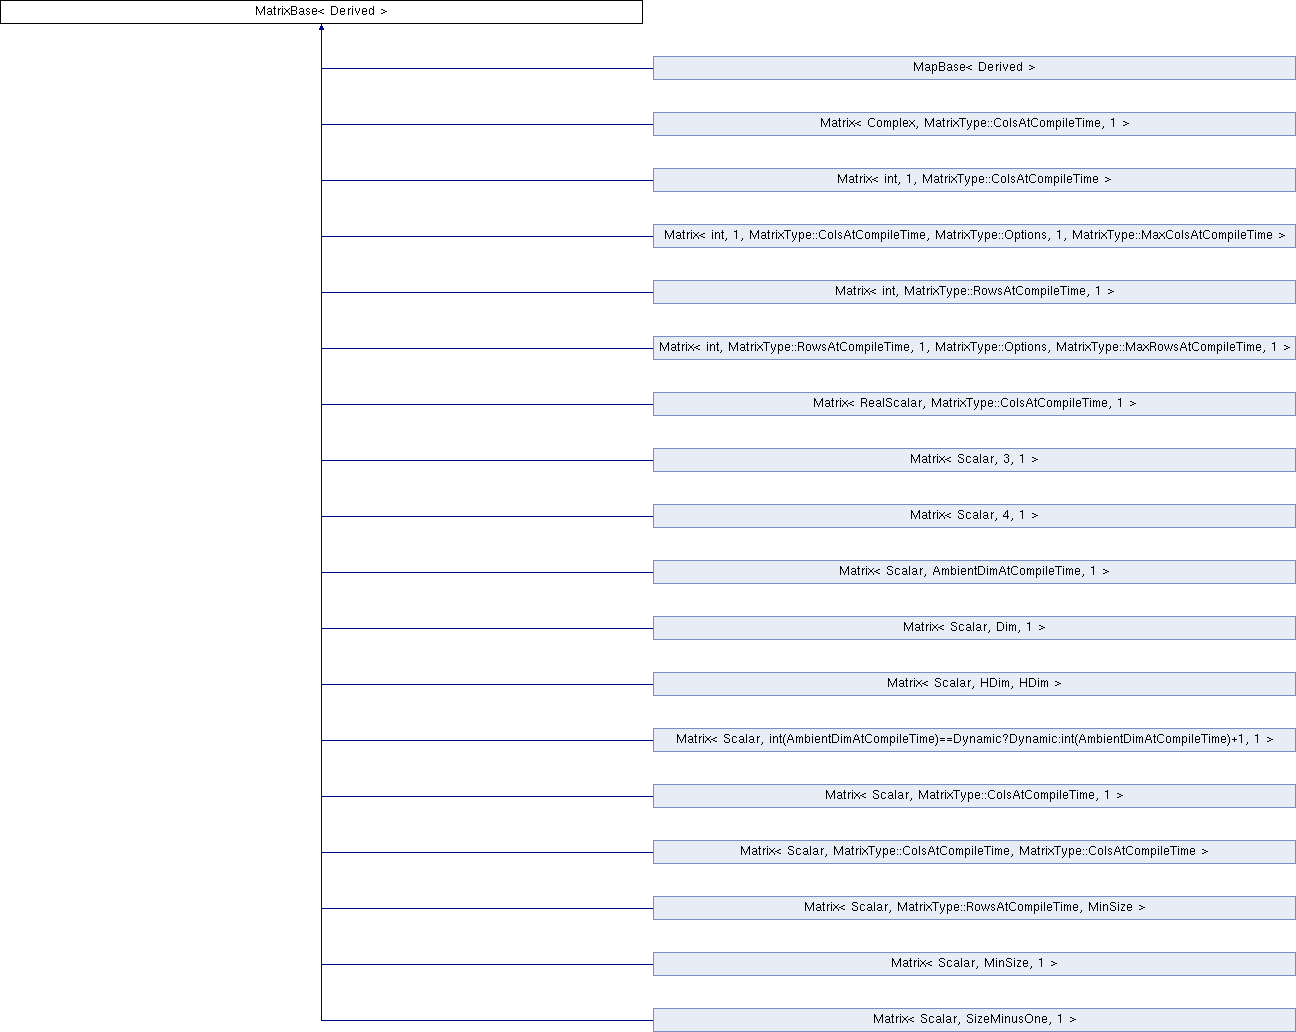 MatrixBase< Derived >
MapBase< Derived >
Matrix< Complex, MatrixType::ColsAtCompileTime, 1 >
Matrix< int, 1, MatrixType::ColsAtCompileTime >
Matrix< int, 1, MatrixType::ColsAtCompileTime, MatrixType::Options, 1, MatrixType::MaxColsAtCompileTime >
Matrix< int, MatrixType::RowsAtCompileTime, 1 >
Matrix< int, MatrixType::RowsAtCompileTime, 1, MatrixType::Options, MatrixType::MaxRowsAtCompileTime, 1 >
Matrix< RealScalar, MatrixType::ColsAtCompileTime, 1 >
Matrix< Scalar, 3, 1 >
Matrix< Scalar, 4, 1 >
Matrix< Scalar, AmbientDimAtCompileTime, 1 >
Matrix< Scalar, Dim, 1 >
Matrix< Scalar, HDim, HDim >
Matrix< Scalar, int(AmbientDimAtCompileTime)==Dynamic?Dynamic:int(AmbientDimAtCompileTime)+1, 1 >
Matrix< Scalar, MatrixType::ColsAtCompileTime, 1 >
Matrix< Scalar, MatrixType::ColsAtCompileTime, MatrixType::ColsAtCompileTime >
Matrix< Scalar, MatrixType::RowsAtCompileTime, MinSize >
Matrix< Scalar, MinSize, 1 >
Matrix< Scalar, SizeMinusOne, 1 >